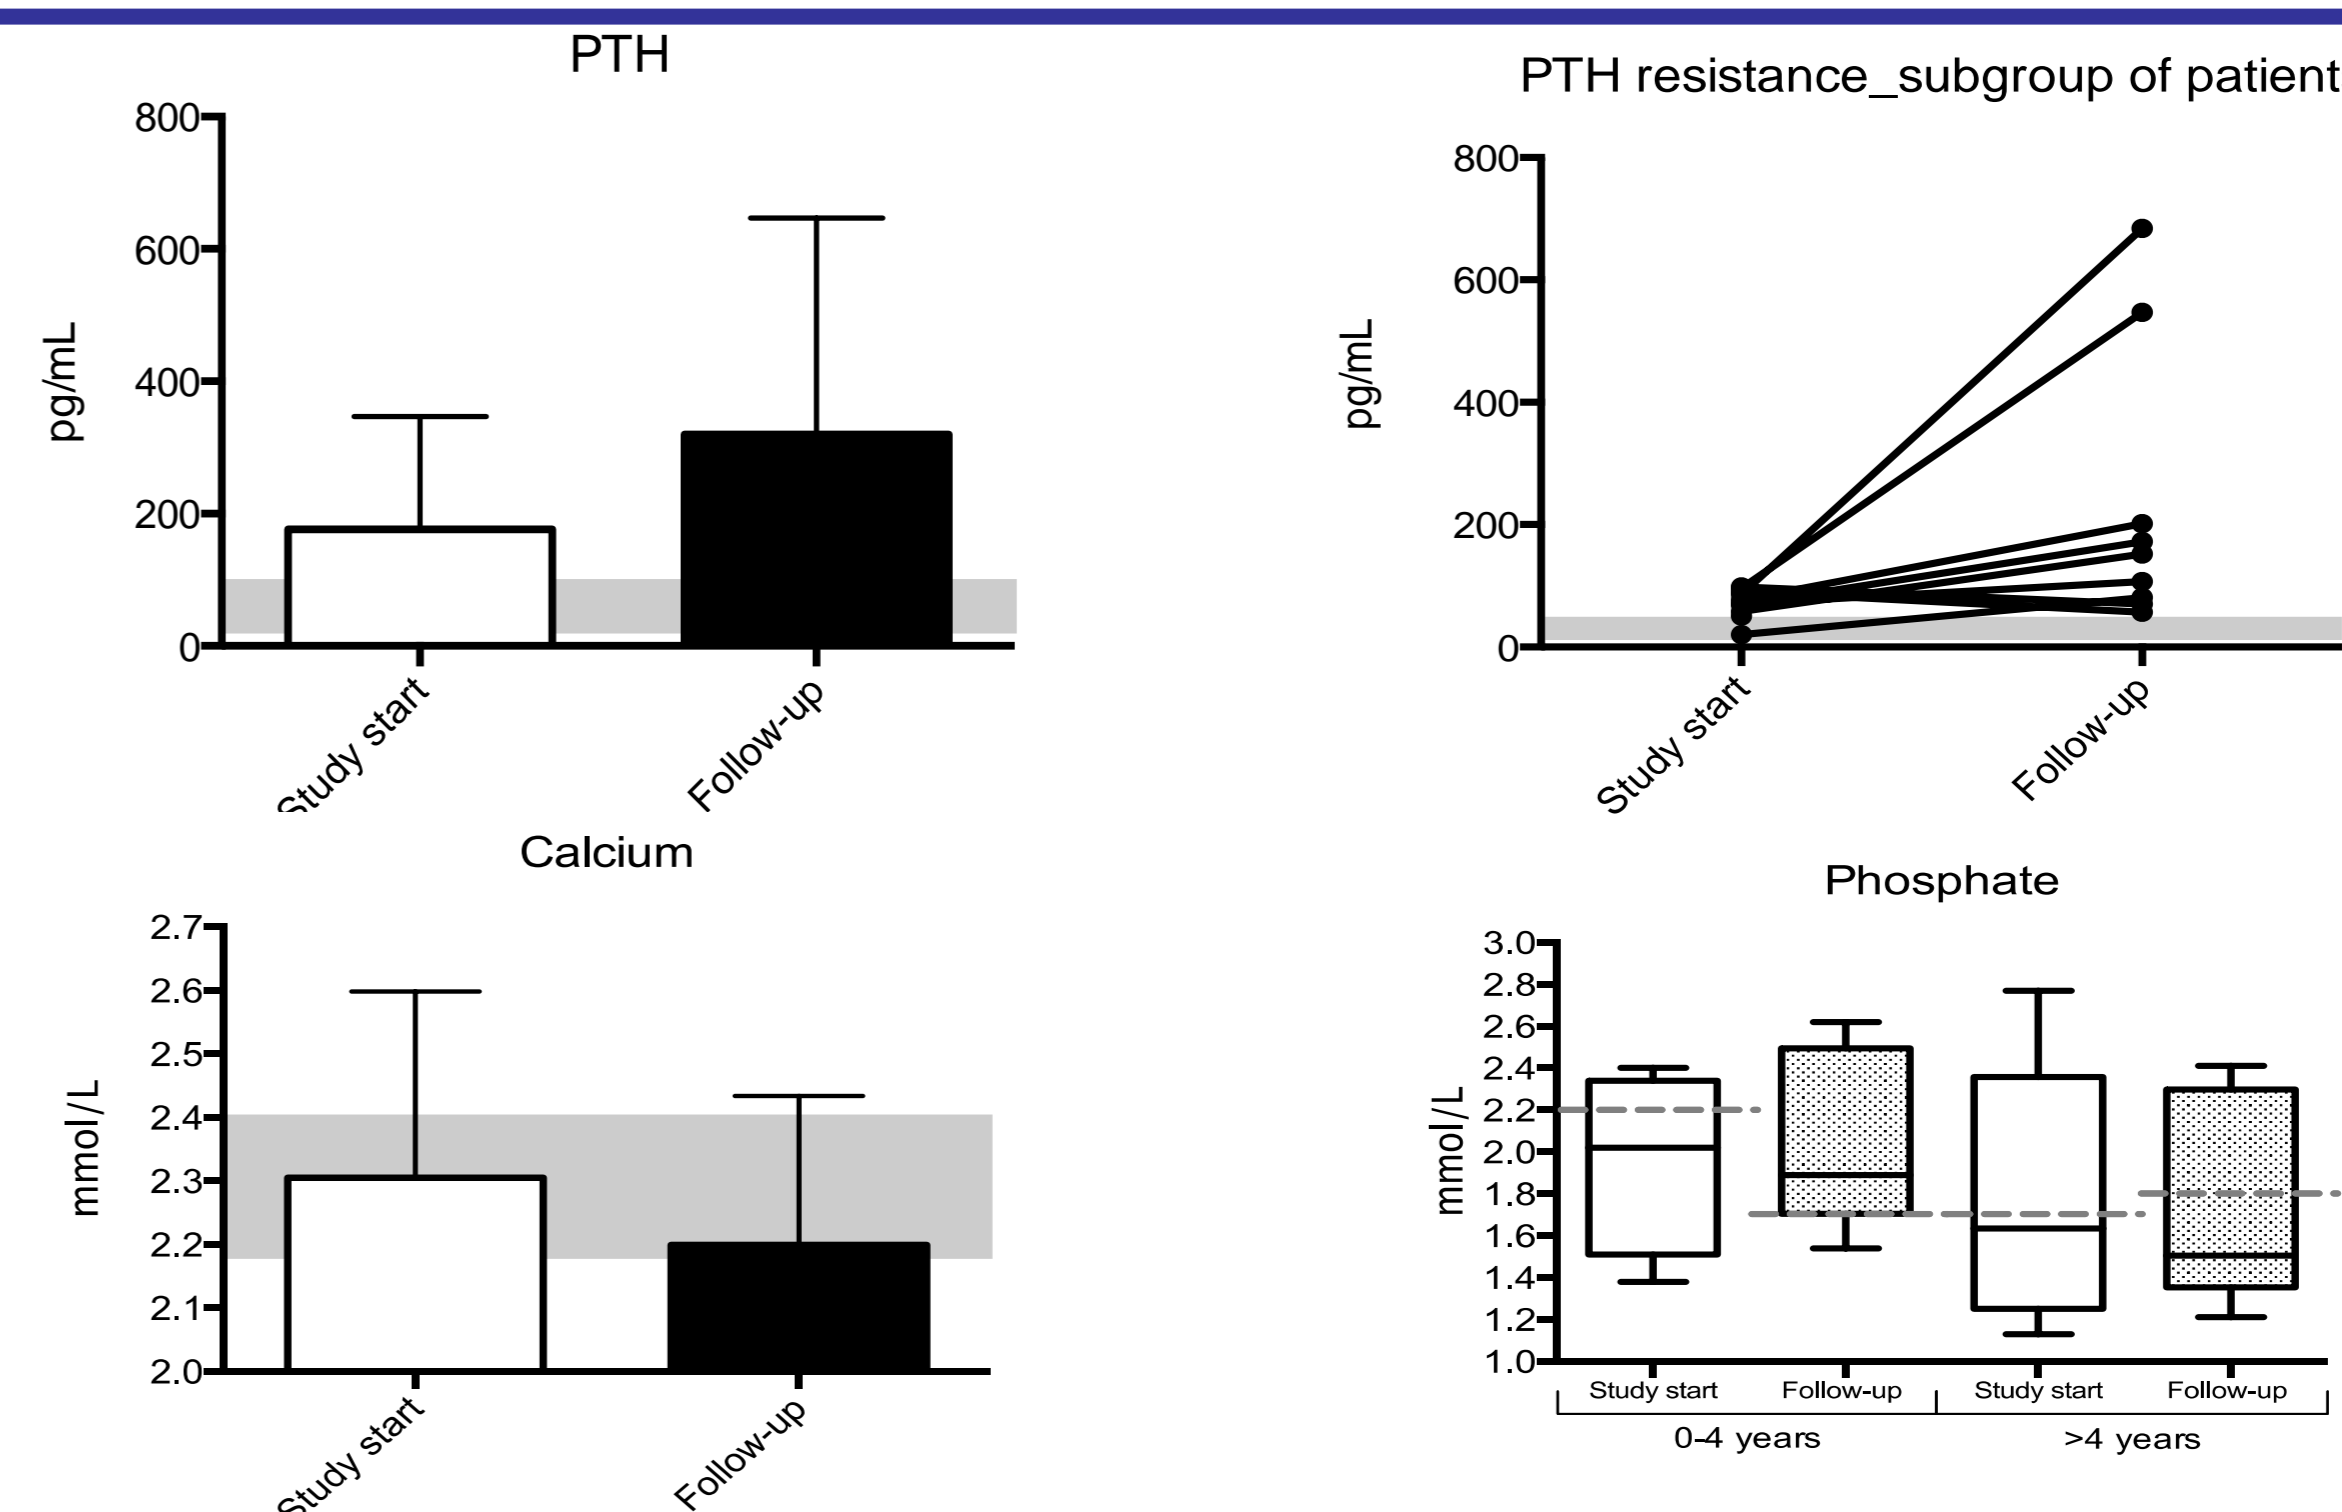 PTH
800
600
400
200
0
pg/mL
Study start
Follow-up
PTH resistance_subgroup of patient
800
600
400
200
0
pg/mL
Study start
Follow-up
Calcium
2.7
2.6
2.5
2.4
2.3
2.2
2.1
2.0
mmol/L
Study start
Follow-up
Phosphate
3.0
2.8
2.6
2.4
2.2
2.0
1.8
1.6
1.4
1.2
1.0
mmol/L
Study start Follow-up Study start Follow-up
0-4 years >4 years